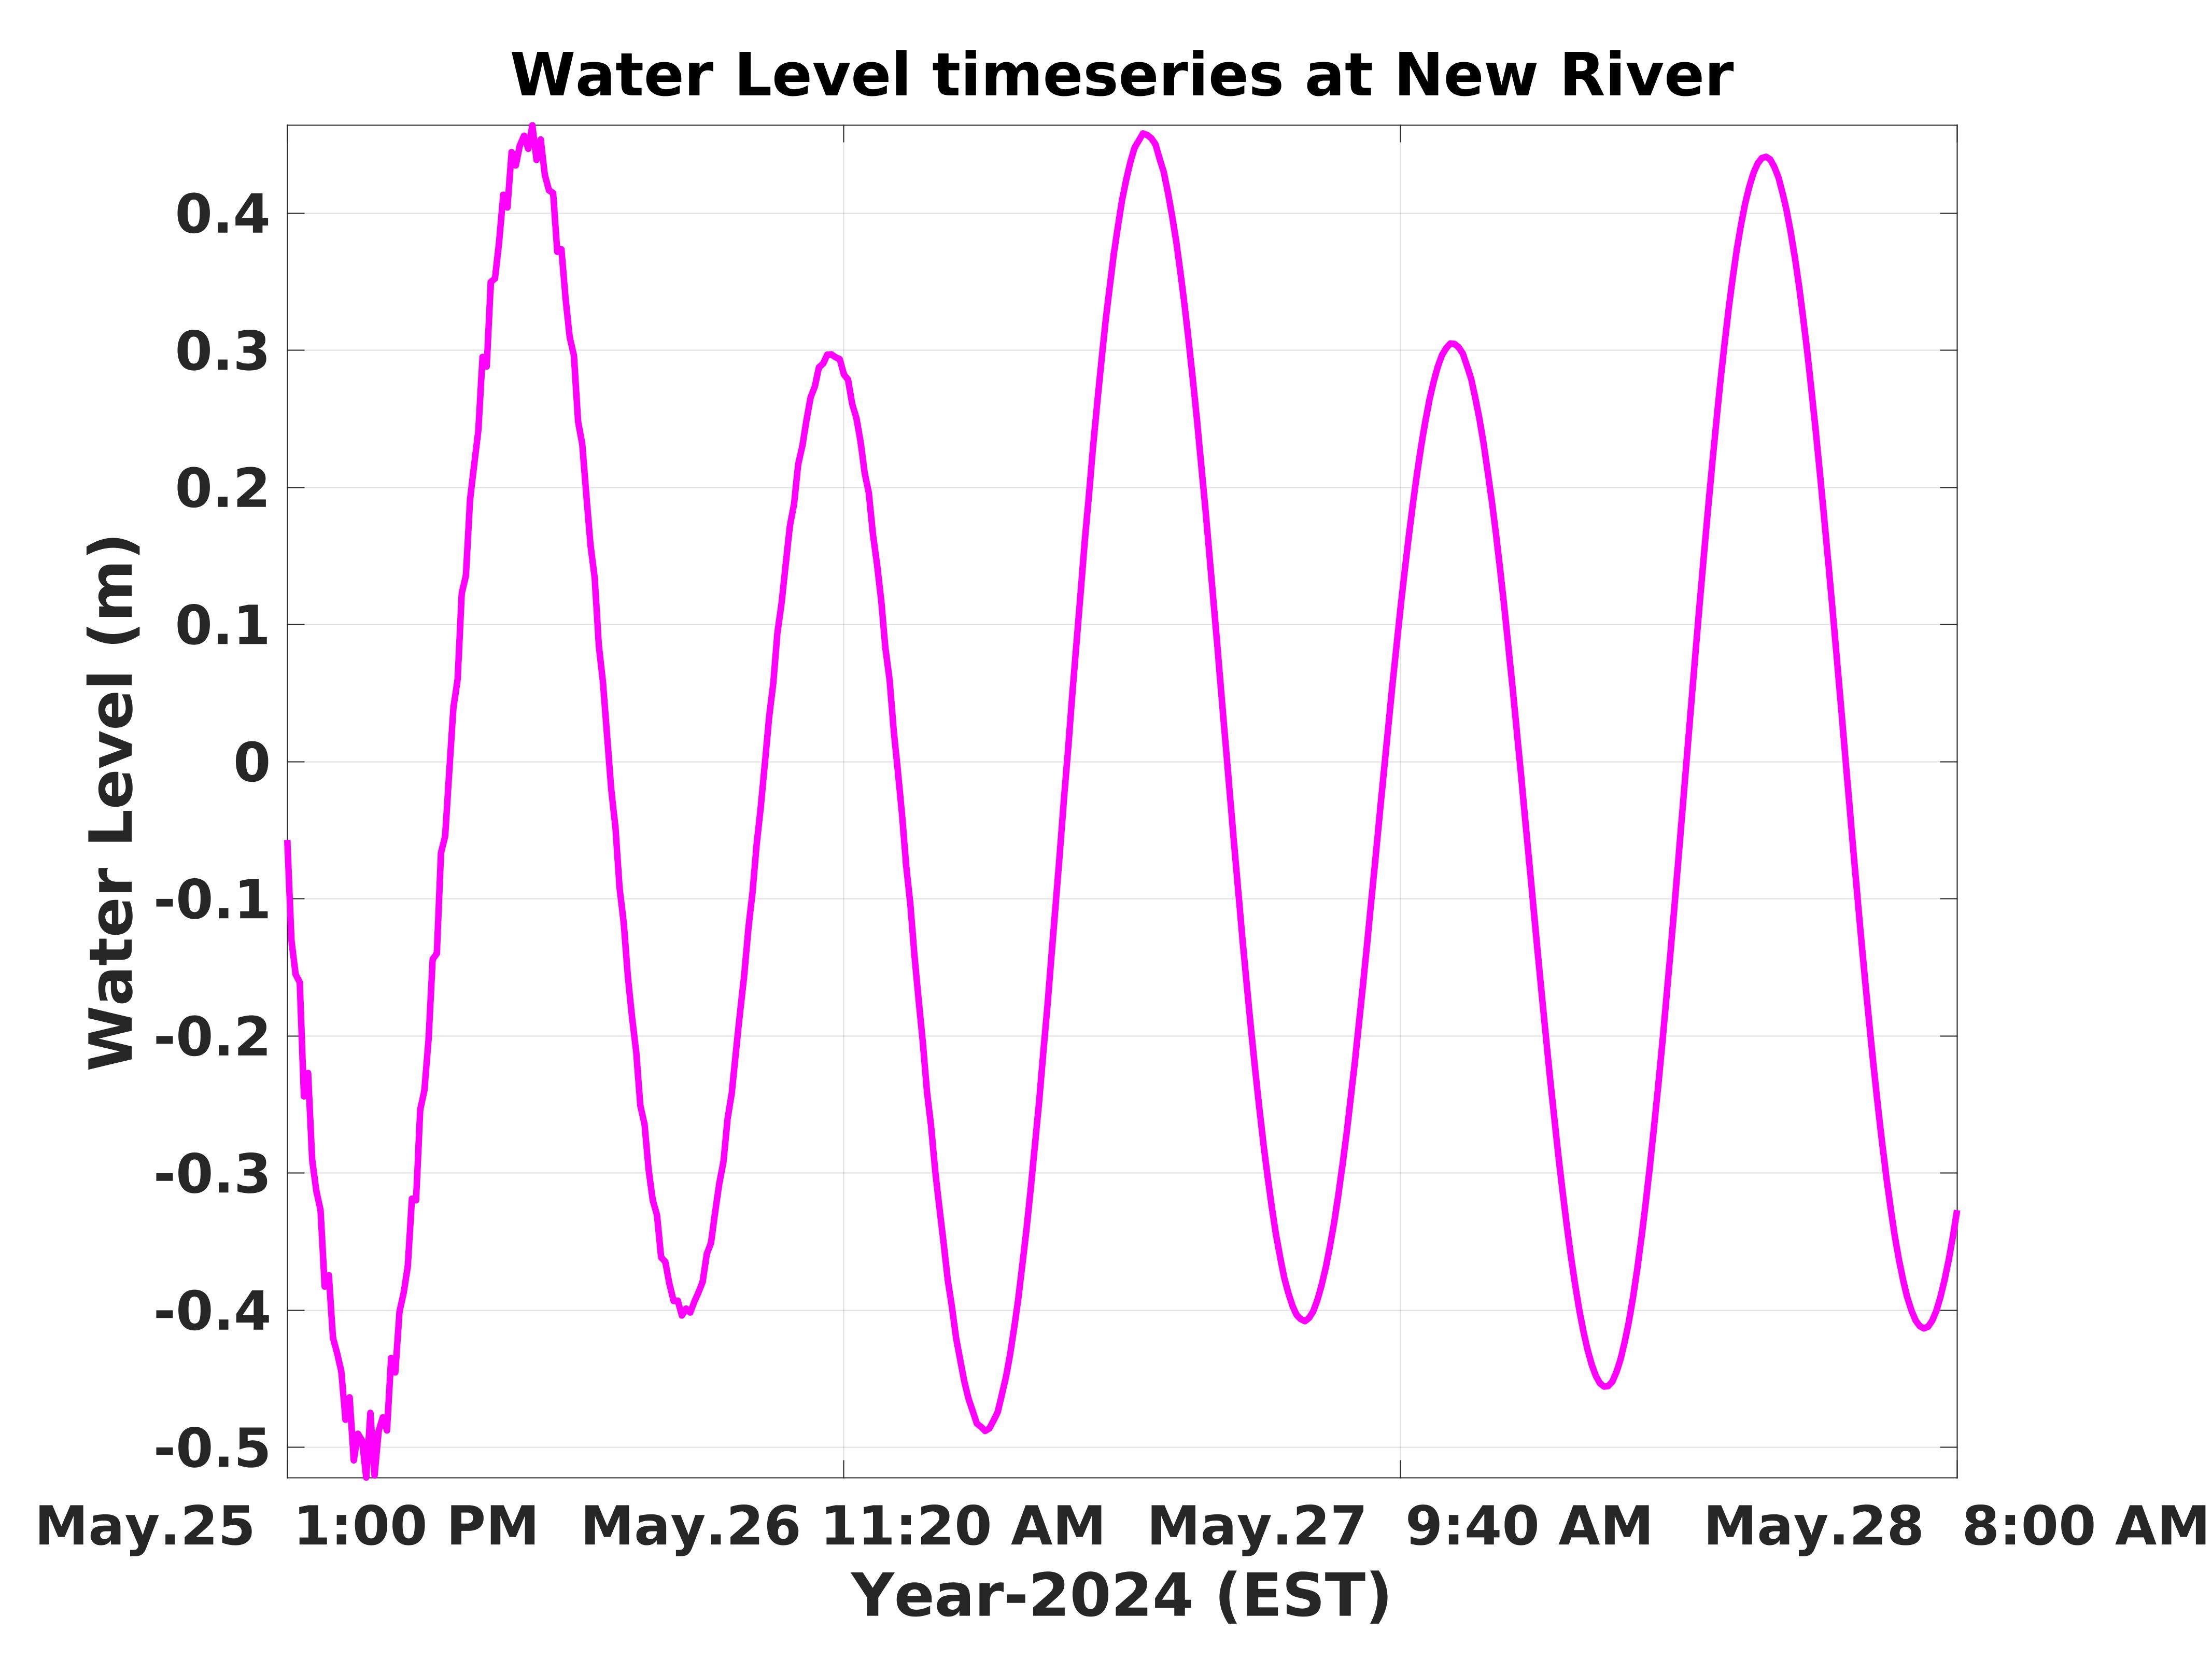 Water Level timeseries at New River
Water Level (m)
0.4
0.3
0.2
0.1
0
-0.1
-0.2
-0.3
-0.4
-0.5
May.25 1:00 PM May.26 11:20 AM May.27 9:40 AM May.28 8:00 AM
Year-2024 (EST)